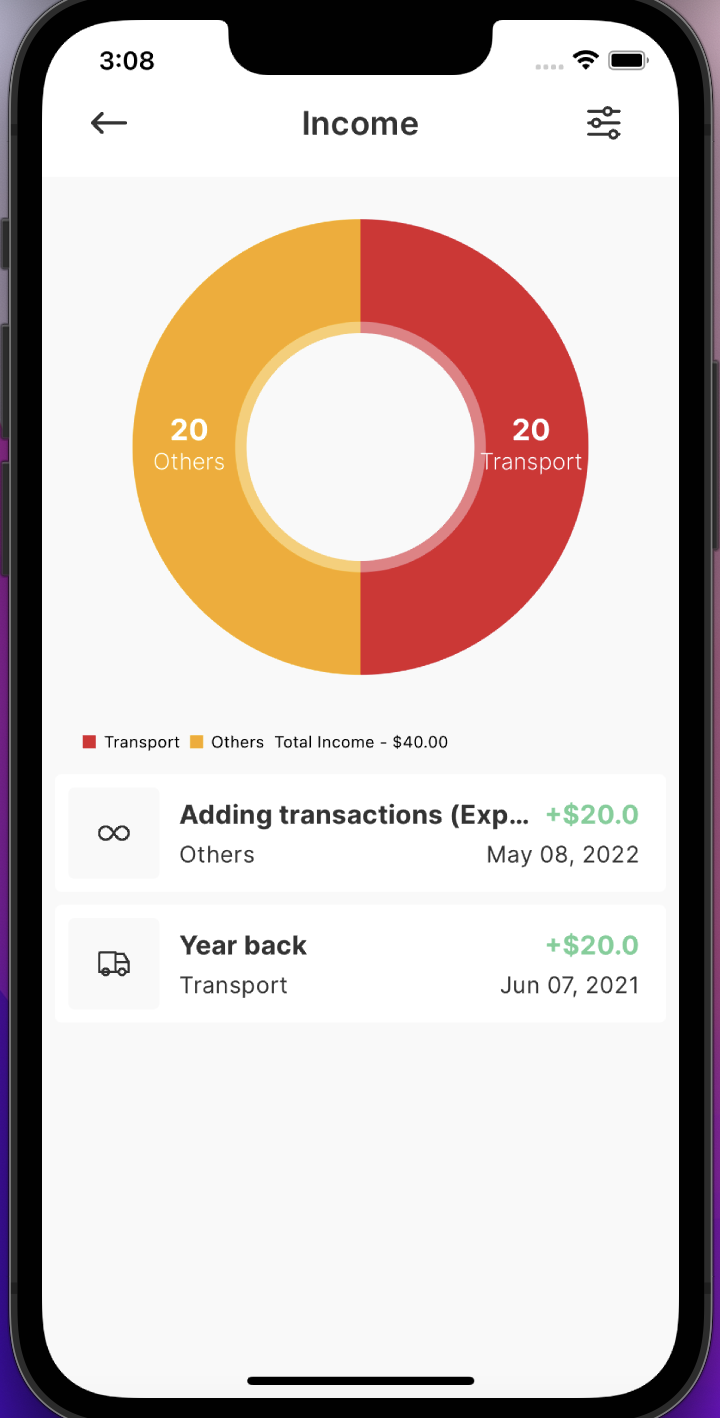 3:08
Income
20
Others
20
Transport
Transport Others Total Income - $40.00
Adding transactions (Exp... +$20.0
Others May 08, 2022
Year back +$20.0
Transport Jun 07, 2021